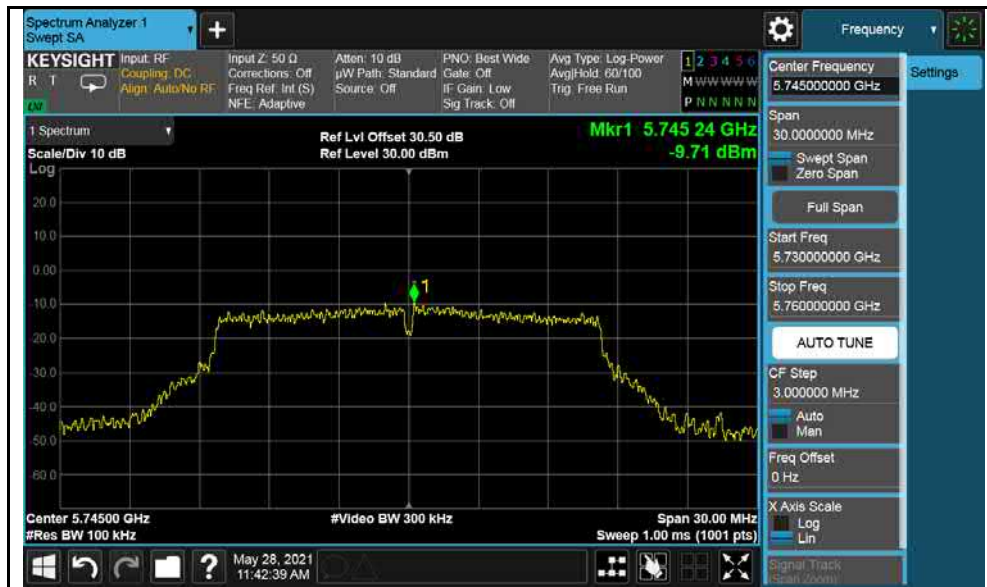 Spectrum Analyzer 1
Swept SA
+
Frequency
KEYSIGHT
R T
LXI
Input: RF
Coupling: DC
Align: Auto/No RF
Input Z: 50 Ω
Corrections: Off
Freq Ref: Int (S)
NFE: Adaptive
Atten: 10 dB
µW Path: Standard
Source: Off
PNO: Best Wide
Gate: Off
IF Gain: Low
Sig Track: Off
Avg Type: Log-Power
Avg|Hold: 60/100
Trig: Free Run
1 2 3 4 5 6
M W W W W W
P N N N N N
1 Spectrum
Scale/Div 10 dB
Log
Ref Lvl Offset 30.50 dB
Ref Level 30.00 dBm
Mkr1 5.745 24 GHz
-9.71 dBm
20.0
10.0
0.00
-10.0
-20.0
-30.0
-40.0
-50.0
-60.0
1
Center 5.74500 GHz
#Res BW 100 kHz
#Video BW 300 kHz
Span 30.00 MHz
Sweep 1.00 ms (1001 pts)
?
May 28, 2021
11:42:39 AM
Center Frequency
5.745000000 GHz
Span
30.0000000 MHz
Swept Span
Zero Span
Full Span
Start Freq
5.730000000 GHz
Stop Freq
5.760000000 GHz
AUTO TUNE
CF Step
3.000000 MHz
Auto
Man
Freq Offset
0 Hz
X Axis Scale
Log
Lin
Signal Track
(Span Zoom)
Settings